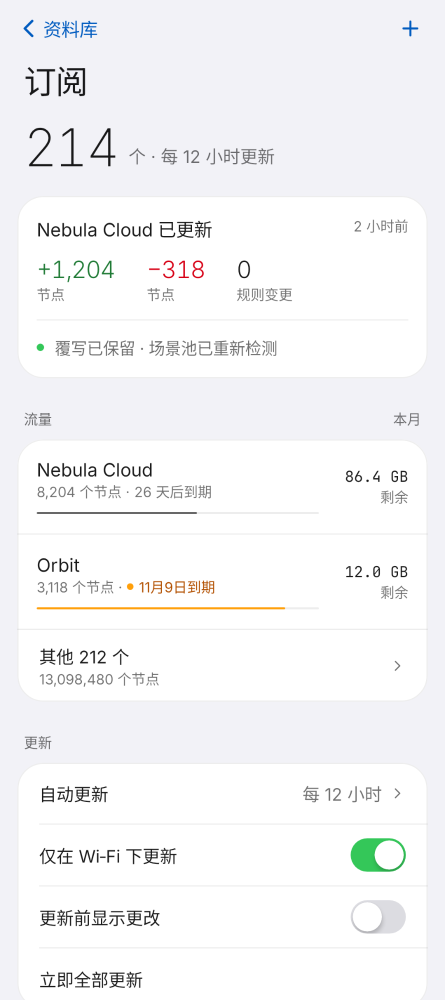 资料库
订阅
214 个 · 每 12 小时更新
Nebula Cloud 已更新 2 小时前
+1,204 −318 0
节点 节点 规则变更
覆写已保留 · 场景池已重新检测
流量 本月
Nebula Cloud 86.4 GB
8,204 个节点 · 26 天后到期 剩余
Orbit 12.0 GB
3,118 个节点 · 11月9日到期 剩余
其他 212 个
13,098,480 个节点
更新
自动更新 每 12 小时
仅在 Wi-Fi 下更新
更新前显示更改
立即全部更新